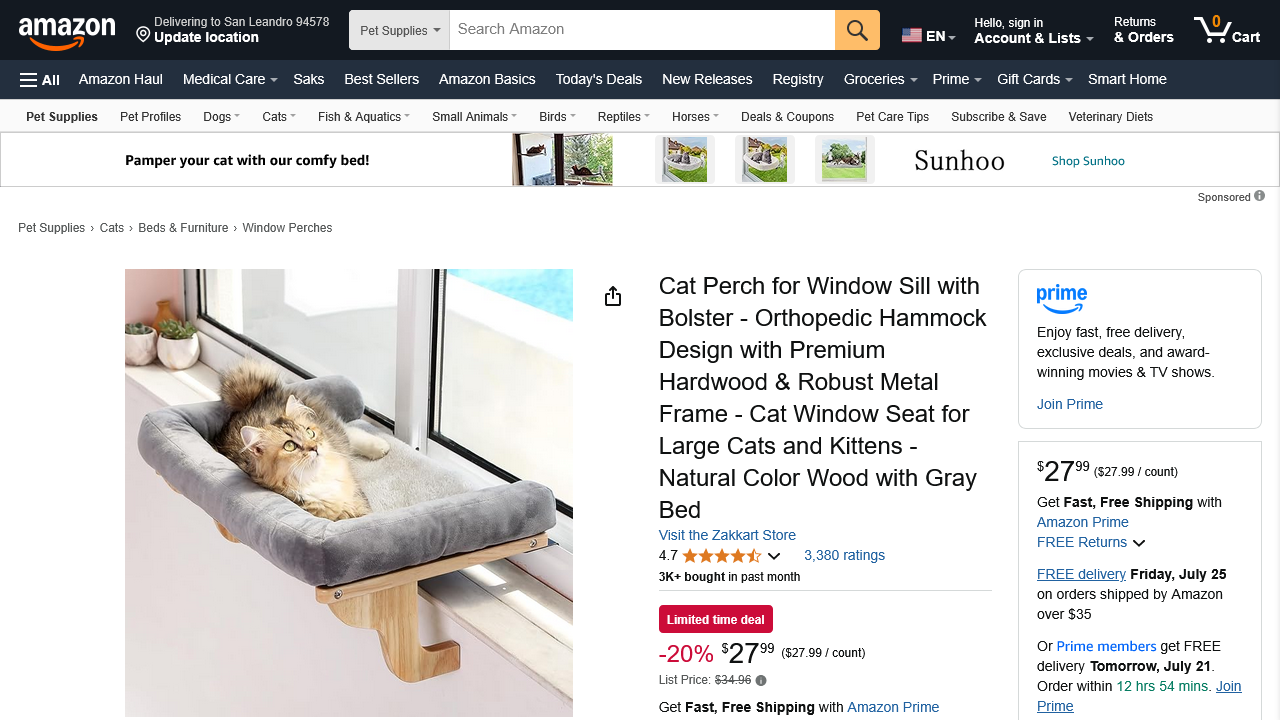 amazon
Delivering to San Leandro 94578
Update location
Pet Supplies
Search Amazon
EN
Hello, sign in
Account & Lists
Returns
& Orders
0
Cart
All
Amazon Haul
Medical Care
Saks
Best Sellers
Amazon Basics
Today's Deals
New Releases
Registry
Groceries
Prime
Gift Cards
Smart Home
Pet Supplies
Pet Profiles
Dogs
Cats
Fish & Aquatics
Small Animals
Birds
Reptiles
Horses
Deals & Coupons
Pet Care Tips
Subscribe & Save
Veterinary Diets
Pamper your cat with our comfy bed!
Sunhoo
Shop Sunhoo
Sponsored
Pet Supplies › Cats › Beds & Furniture › Window Perches
Cat Perch for Window Sill with
Bolster - Orthopedic Hammock
Design with Premium
Hardwood & Robust Metal
Frame - Cat Window Seat for
Large Cats and Kittens -
Natural Color Wood with Gray
Bed
Visit the Zakkart Store
4.7
3,380 ratings
3K+ bought in past month
Limited time deal
-20% $27.99 ($27.99 / count)
List Price: $34.96
Get Fast, Free Shipping with Amazon Prime
prime
Enjoy fast, free delivery,
exclusive deals, and award-
winning movies & TV shows.
Join Prime
$27.99 ($27.99 / count)
Get Fast, Free Shipping with
Amazon Prime
FREE Returns
FREE delivery Friday, July 25
on orders shipped by Amazon
over $35
Or Prime members get FREE
delivery Tomorrow, July 21.
Order within 12 hrs 54 mins. Join
Prime